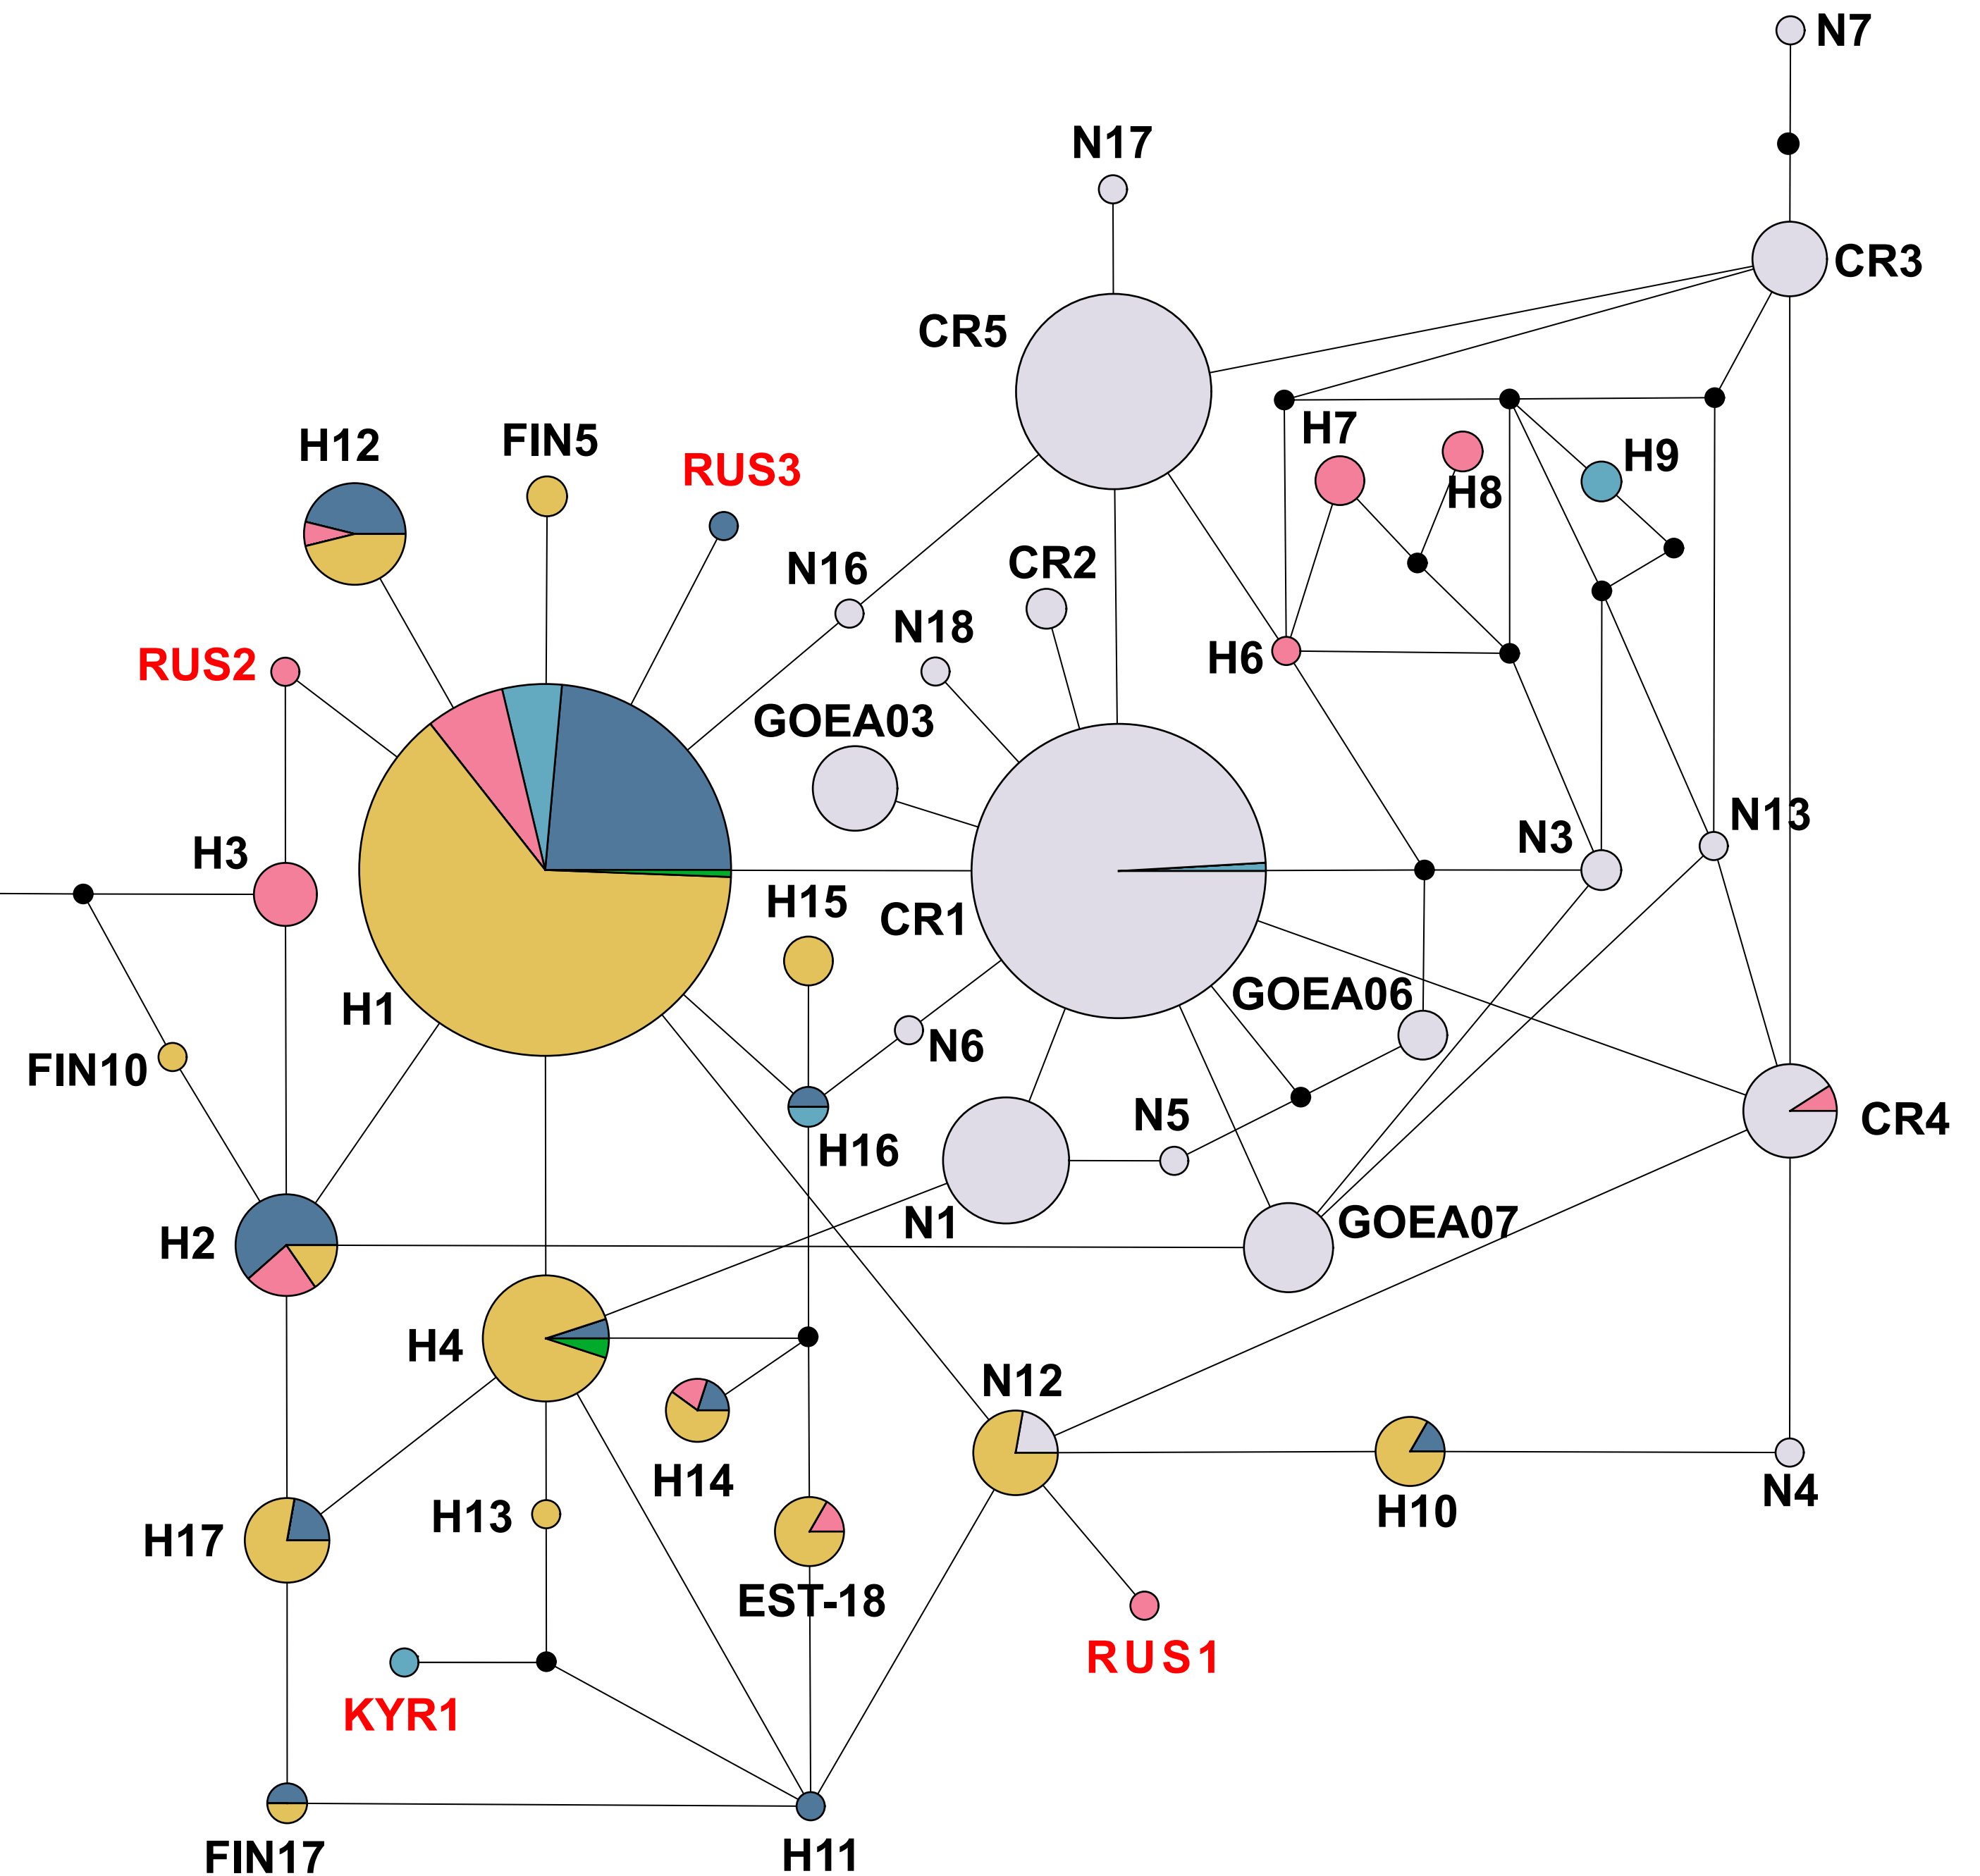 N7
N17
CR3
CR5
H12
FIN5
RUS3
H7
H9
H8
N16
CR2
N18
H6
RUS2
GOEA03
N13
N3
H3
H15
CR1
GOEA06
H1
N6
FIN10
N5
CR4
H16
N1
GOEA07
H2
H4
N12
H14
N4
H13
H10
H17
EST-18
RUS1
KYR1
FIN17
H11